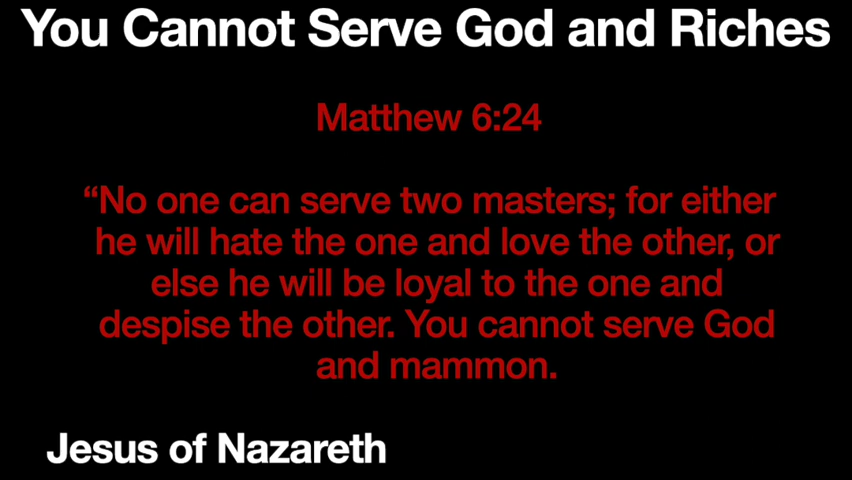 You Cannot Serve God and Riches
Matthew 6:24
“No one can serve two masters; for either
he will hate the one and love the other, or
else he will be loyal to the one and
despise the other. You cannot serve God
and mammon.
Jesus of Nazareth